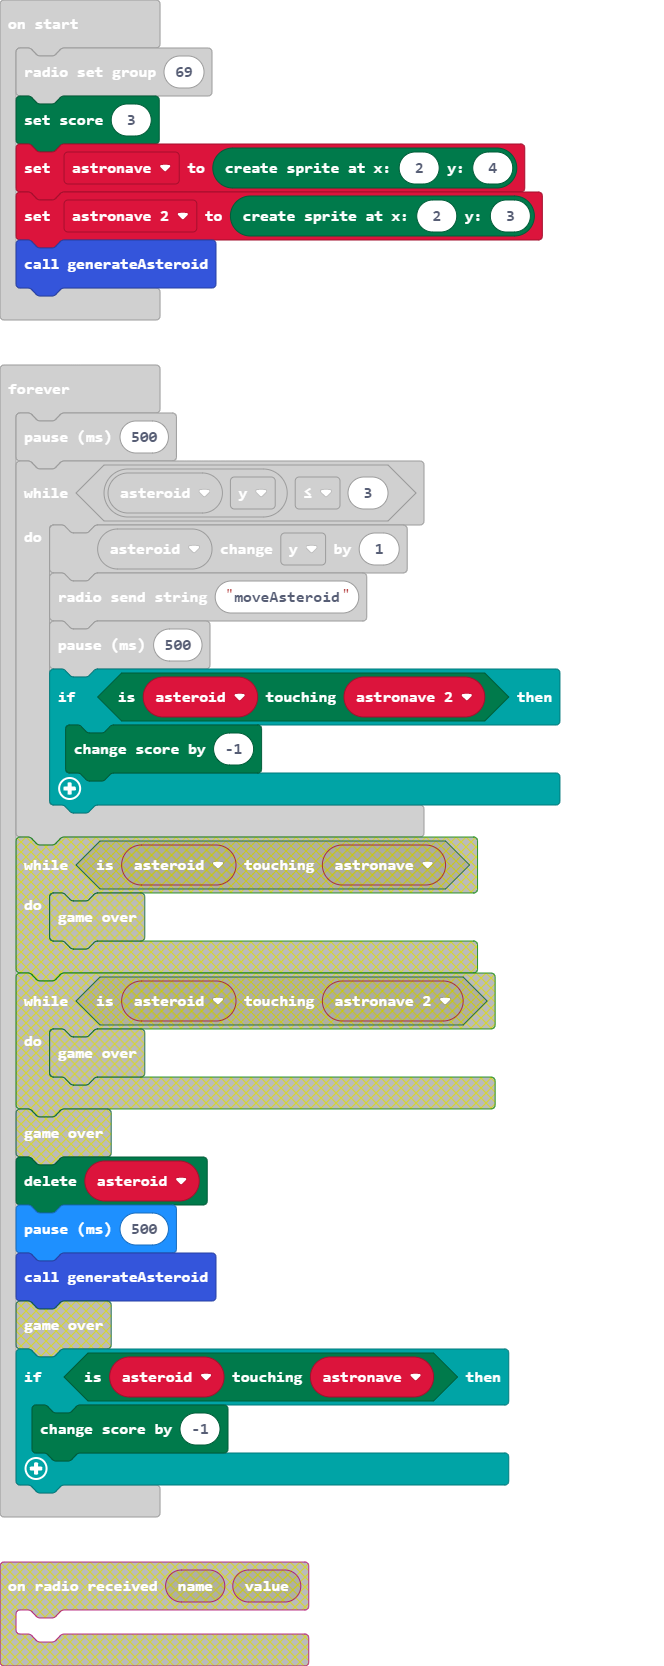 on start
radio set group 69
set score 3
set astronave to create sprite at x: 2 y: 4
set astronave 2 to create sprite at x: 2 y: 3
call generateAsteroid
forever
pause (ms) 500
while asteroid y ≤ 3
do
asteroid change y by 1
radio send string "moveAsteroid"
pause (ms) 500
if is asteroid touching astronave 2 then
change score by -1
while is asteroid touching astronave
do
game over
while is asteroid touching astronave 2
do
game over
game over
delete asteroid
pause (ms) 500
call generateAsteroid
game over
if is asteroid touching astronave then
change score by -1
on radio received name value